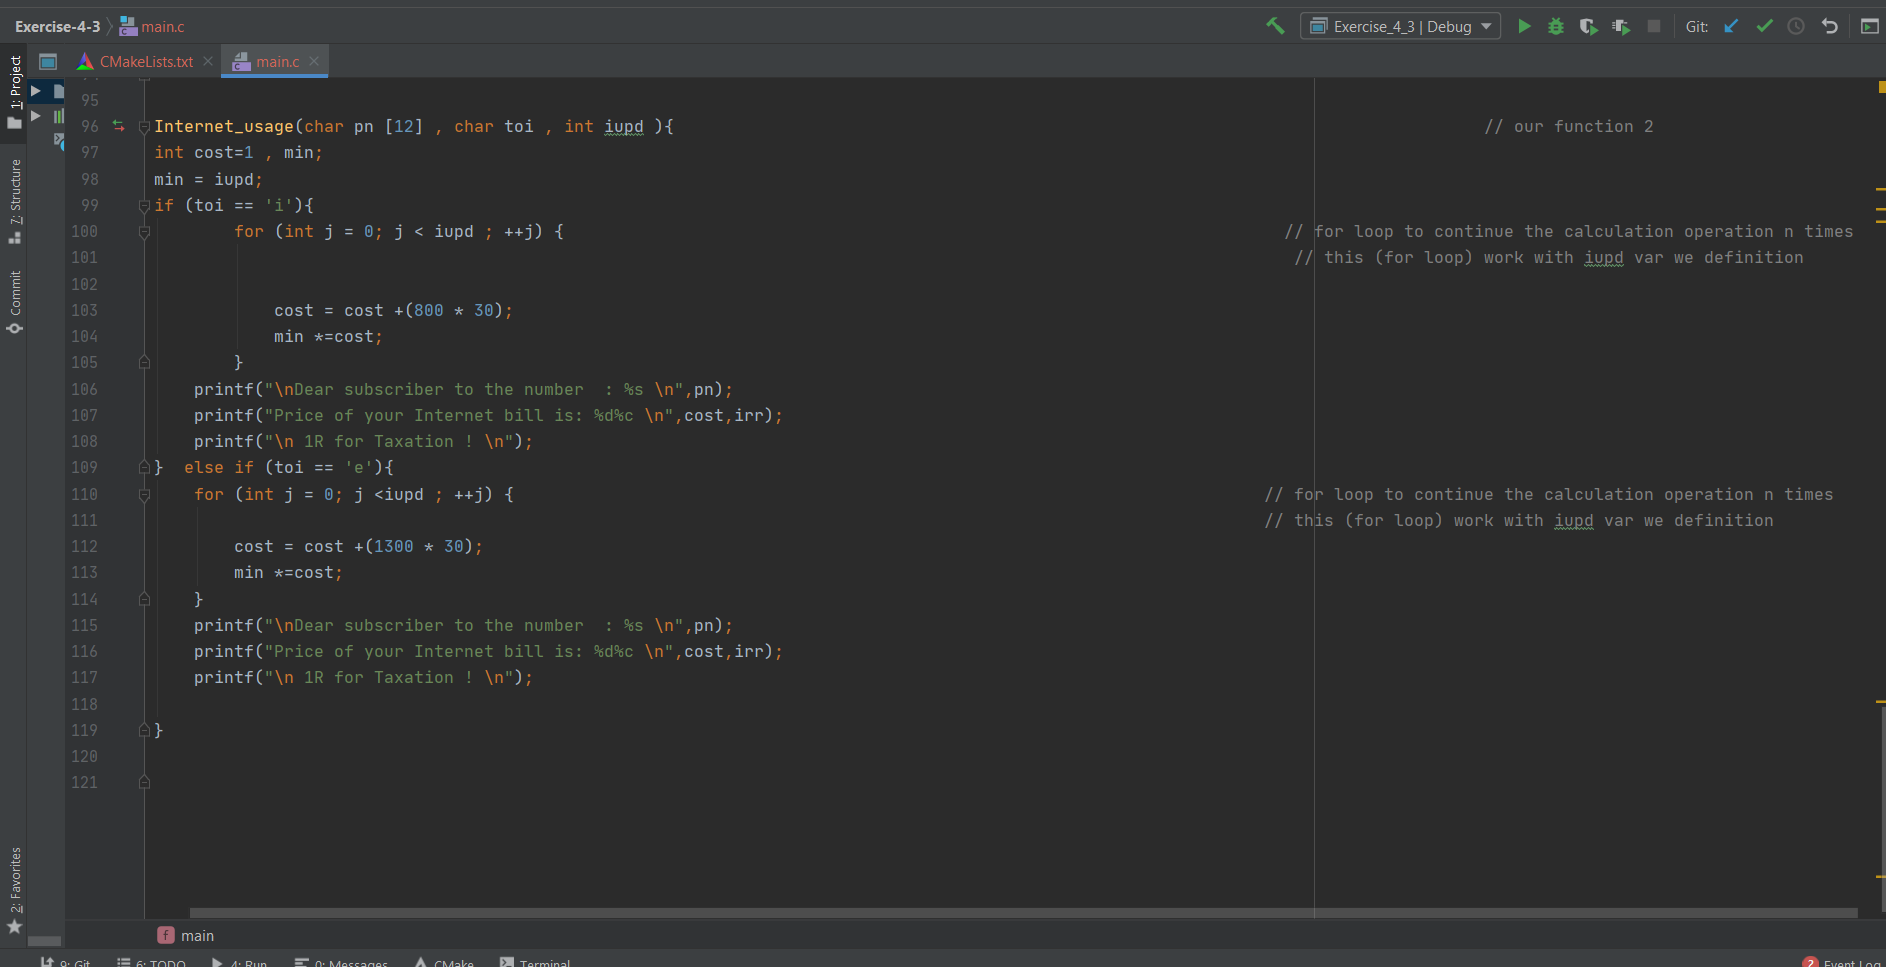 Exercise-4-3 main.c Exercise_4_3 | Debug Git:
CMakeLists.txt main.c
1: Project
7: Structure
Commit
2: Favorites
95
96 Internet_usage(char pn [12] , char toi , int iupd ){ // our function 2
97 int cost=1 , min;
98 min = iupd;
99 if (toi == 'i'){
100 for (int j = 0; j < iupd ; ++j) { // for loop to continue the calculation operation n times
101 // this (for loop) work with iupd var we definition
102
103 cost = cost +(800 * 30);
104 min *=cost;
105 }
106 printf("\nDear subscriber to the number  : %s \n",pn);
107 printf("Price of your Internet bill is: %d%c \n",cost,irr);
108 printf("\n 1R for Taxation ! \n");
109 }  else if (toi == 'e'){
110 for (int j = 0; j <iupd ; ++j) { // for loop to continue the calculation operation n times
111 // this (for loop) work with iupd var we definition
112 cost = cost +(1300 * 30);
113 min *=cost;
114 }
115 printf("\nDear subscriber to the number  : %s \n",pn);
116 printf("Price of your Internet bill is: %d%c \n",cost,irr);
117 printf("\n 1R for Taxation ! \n");
118
119 }
120
121
f main
9: Git 6: TODO 4: Run 0: Messages CMake Terminal 2 Event Log